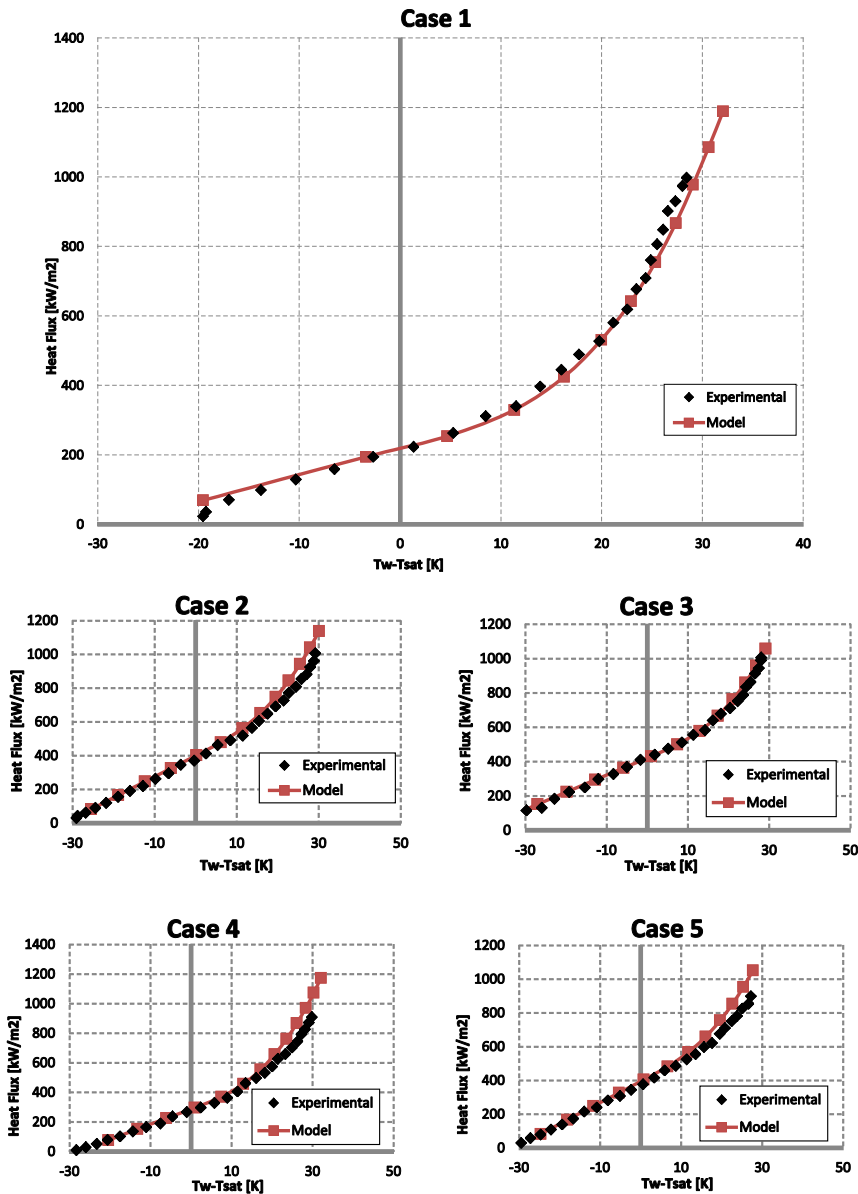 Case 1
1400
1200
1000
800
600
400
200
0
Heat Flux [kW/m2]
Experimental
Model
-30 -20 -10 0 10 20 30 40
Tw-Tsat [K]
Case 2
1200
1000
800
600
400
200
0
Heat Flux [kW/m2]
Experimental
Model
-30 -10 10 30 50
Tw-Tsat [K]
Case 3
1200
1000
800
600
400
200
0
Heat Flux [kW/m2]
Experimental
Model
-30 -10 10 30 50
Tw-Tsat [K]
Case 4
1400
1200
1000
800
600
400
200
0
Heat Flux [kW/m2]
Experimental
Model
-30 -10 10 30 50
Tw-Tsat [K]
Case 5
1200
1000
800
600
400
200
0
Heat Flux [kW/m2]
Experimental
Model
-30 -10 10 30 50
Tw-Tsat [K]